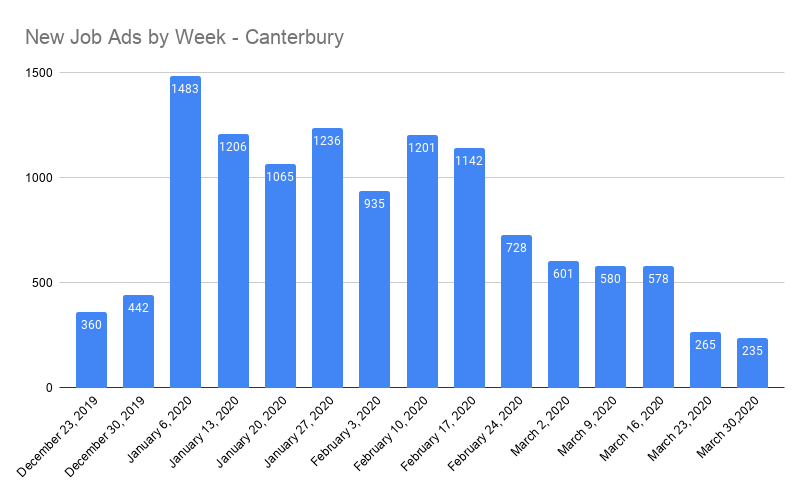 New Job Ads by Week - Canterbury
1500
1000
500
0
360
442
1483
1206
1065
1236
935
1201
1142
728
601
580
578
265
235
December 23, 2019
December 30, 2019
January 6, 2020
January 13, 2020
January 20, 2020
January 27, 2020
February 3, 2020
February 10, 2020
February 17, 2020
February 24, 2020
March 2, 2020
March 9, 2020
March 16, 2020
March 23, 2020
March 30,2020